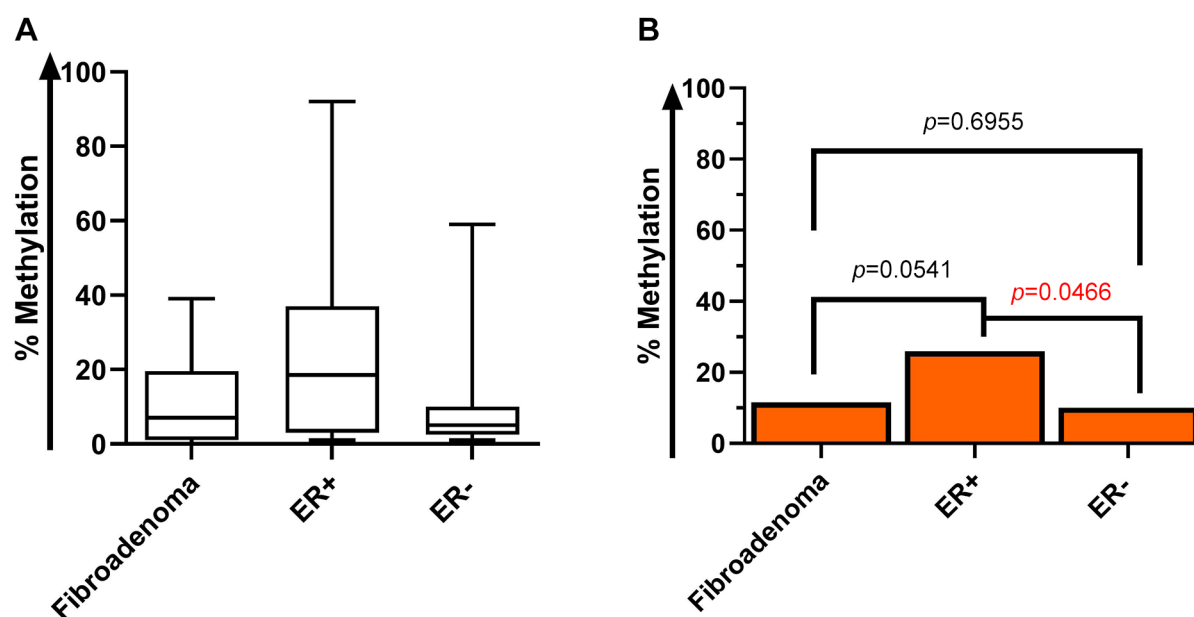 A
% Methylation
100
80
60
40
20
0
Fibroadenoma
ER+
ER-
B
% Methylation
100
80
60
40
20
0
p=0.6955
p=0.0541
p=0.0466
Fibroadenoma
ER+
ER-